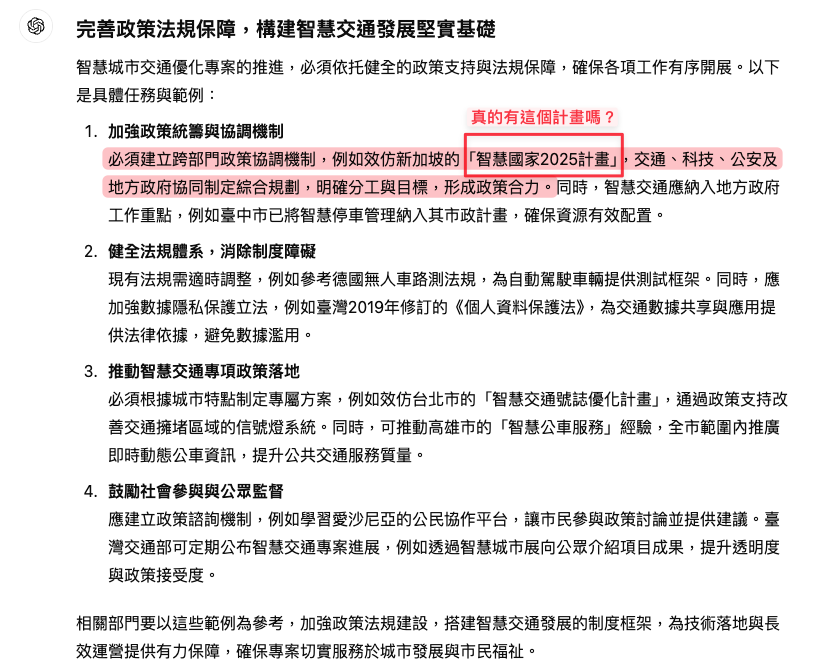 完善政策法規保障，構建智慧交通發展堅實基礎
智慧城市交通優化專案的推進，必須依托健全的政策支持與法規保障，確保各項工作有序開展。以下
是具體任務與範例：
真的有這個計畫嗎？
1. 加強政策統籌與協調機制
必須建立跨部門政策協調機制，例如效仿新加坡的「智慧國家2025計畫」，交通、科技、公安及
地方政府協同制定綜合規劃，明確分工與目標，形成政策合力。同時，智慧交通應納入地方政府
工作重點，例如臺中市已將智慧停車管理納入其市政計畫，確保資源有效配置。
2. 健全法規體系，消除制度障礙
現有法規需適時調整，例如參考德國無人車路測法規，為自動駕駛車輛提供測試框架。同時，應
加強數據隱私保護立法，例如臺灣2019年修訂的《個人資料保護法》，為交通數據共享與應用提
供法律依據，避免數據濫用。
3. 推動智慧交通專項政策落地
必須根據城市特點制定專屬方案，例如效仿台北市的「智慧交通號誌優化計畫」，通過政策支持改
善交通擁堵區域的信號燈系統。同時，可推動高雄市的「智慧公車服務」經驗，全市範圍內推廣
即時動態公車資訊，提升公共交通服務質量。
4. 鼓勵社會參與與公眾監督
應建立政策諮詢機制，例如學習愛沙尼亞的公民協作平台，讓市民參與政策討論並提供建議。臺
灣交通部可定期公布智慧交通專案進展，例如透過智慧城市展向公眾介紹項目成果，提升透明度
與政策接受度。
相關部門要以這些範例為參考，加強政策法規建設，搭建智慧交通發展的制度框架，為技術落地與長
效運營提供有力保障，確保專案切實服務於城市發展與市民福祉。